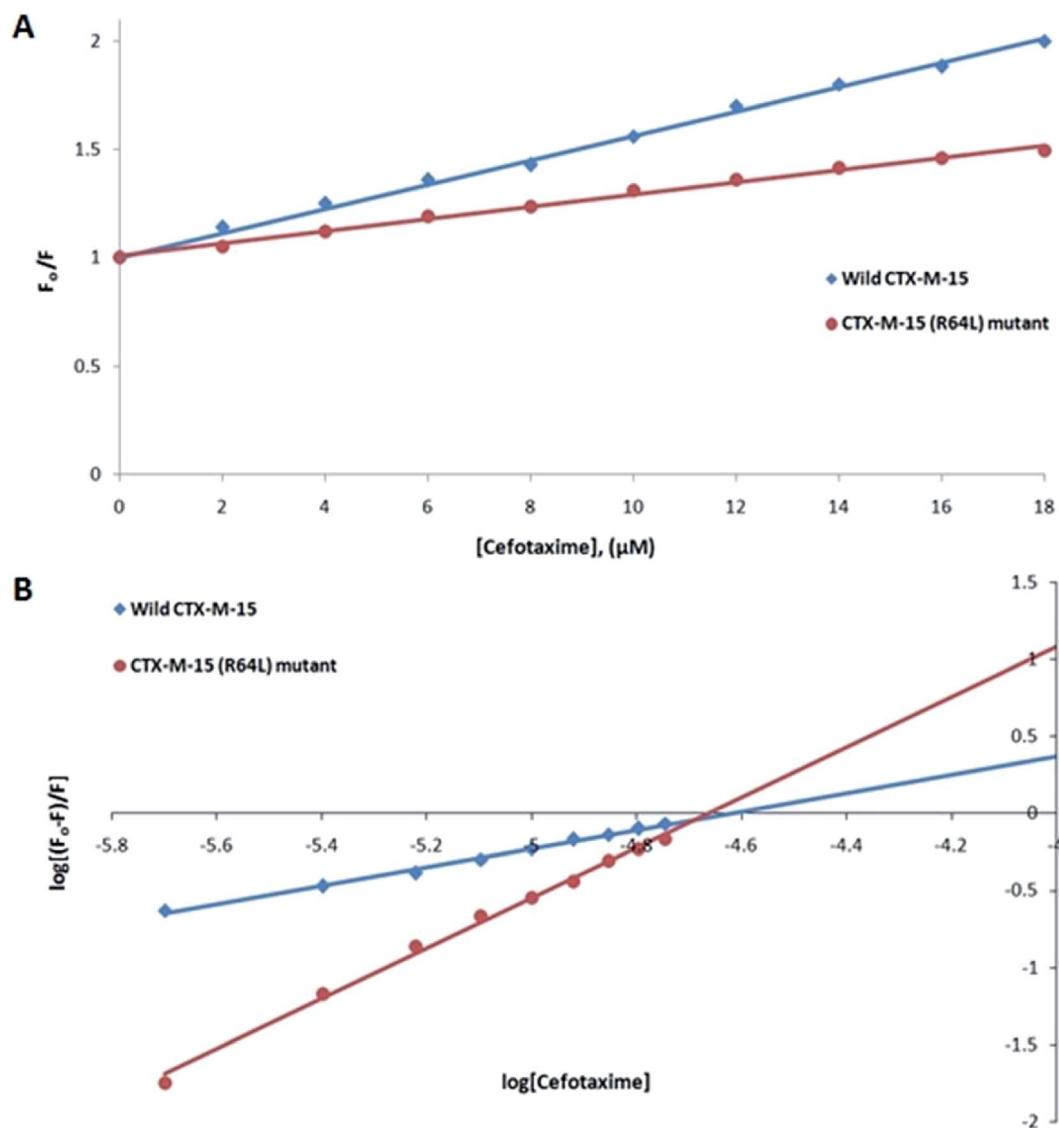 A
2
1.5
1
0.5
0
Fo/F
Wild CTX-M-15
CTX-M-15 (R64L) mutant
0 2 4 6 8 10 12 14 16 18
[Cefotaxime], (µM)
B
Wild CTX-M-15
CTX-M-15 (R64L) mutant
1.5
1
0.5
0
-0.5
-1
-1.5
-2
-5.8 -5.6 -5.4 -5.2 -5 -4.8 -4.6 -4.4 -4.2 -4
log[(Fo-F)/F]
log[Cefotaxime]